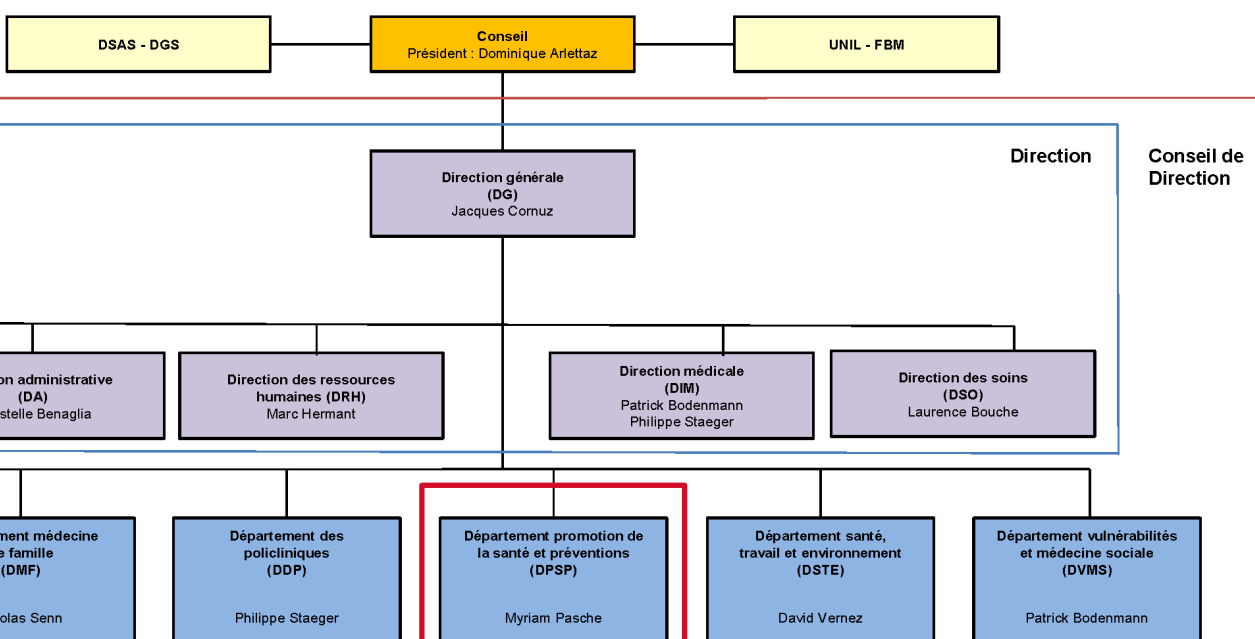 DSAS - DGS
Conseil
Président : Dominique Arlettaz
UNIL - FBM
Direction
Conseil de
Direction
Direction générale
(DG)
Jacques Cornuz
on administrative
(DA)
stelle Benaglia
Direction des ressources
humaines (DRH)
Marc Hermant
Direction médicale
(DIM)
Patrick Bodenmann
Philippe Staeger
Direction des soins
(DSO)
Laurence Bouche
ment médecine
e famille
(DMF)
olas Senn
Département des
policliniques
(DDP)
Philippe Staeger
Département promotion de
la santé et préventions
(DPSP)
Myriam Pasche
Département santé,
travail et environnement
(DSTE)
David Vernez
Département vulnérabilités
et médecine sociale
(DVMS)
Patrick Bodenmann